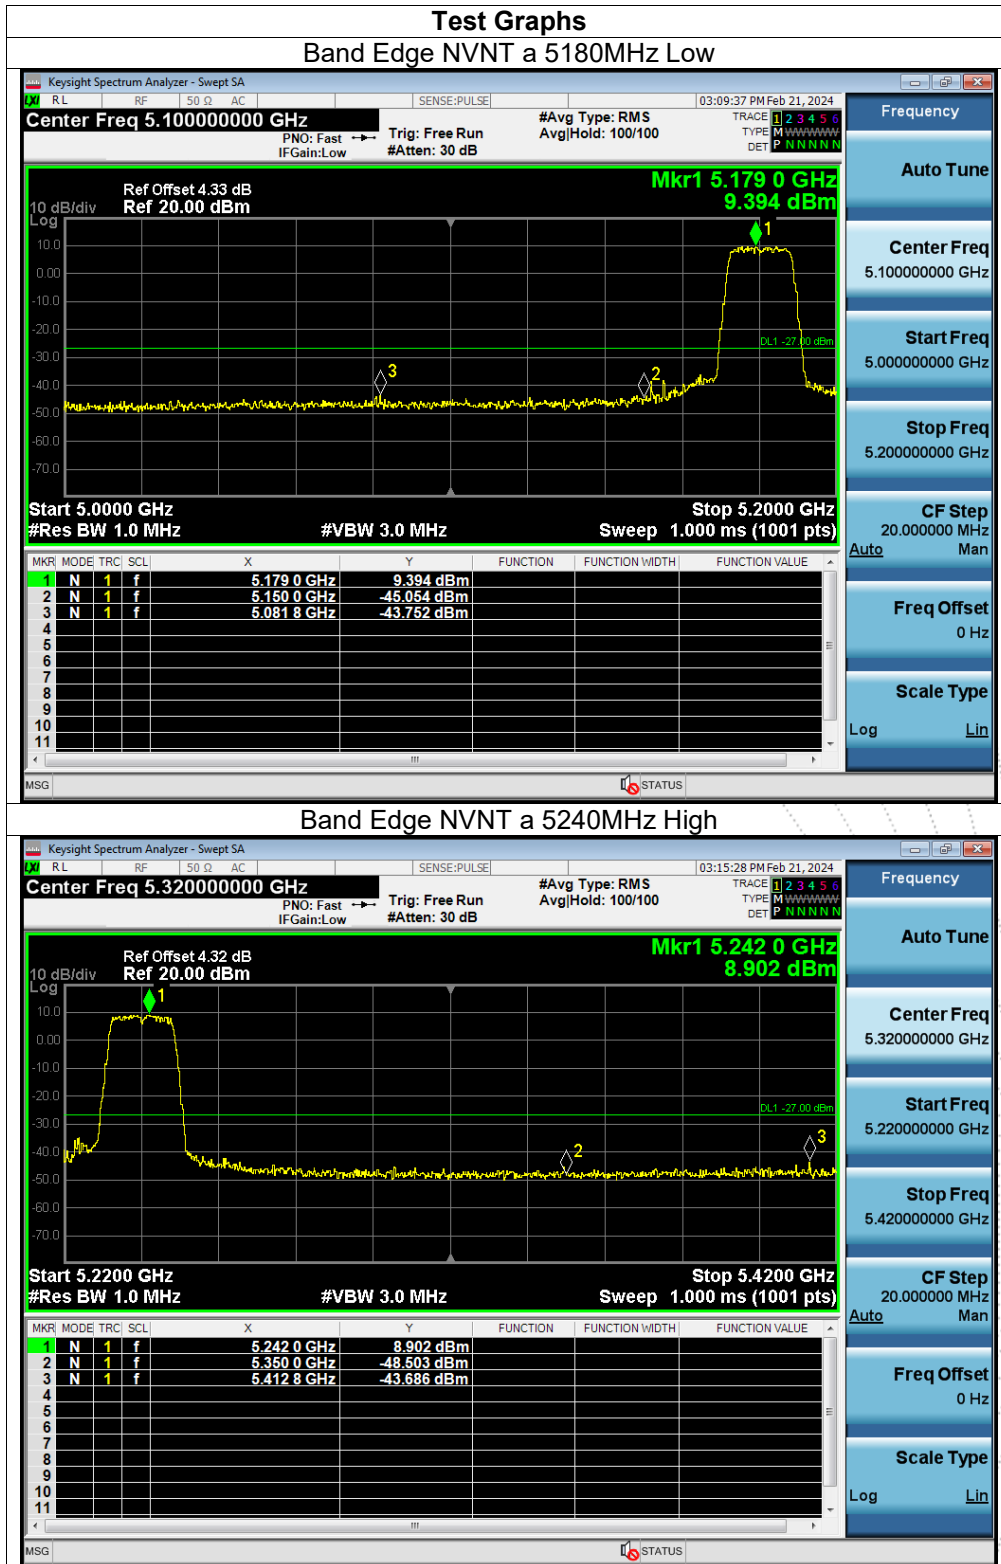 Test Graphs
Band Edge NVNT a 5180MHz Low
Keysight Spectrum Analyzer - Swept SA
LXI RL RF 50 Ω AC SENSE:PULSE 03:09:37 PM Feb 21, 2024
Center Freq 5.100000000 GHz #Avg Type: RMS TRACE 1 2 3 4 5 6
PNO: Fast Trig: Free Run Avg|Hold: 100/100 TYPE M WWWWW
IFGain:Low #Atten: 30 dB DET P N N N N N
Frequency
Auto Tune
Center Freq
5.100000000 GHz
Start Freq
5.000000000 GHz
Stop Freq
5.200000000 GHz
CF Step
20.000000 MHz
Auto Man
Freq Offset
0 Hz
Scale Type
Log Lin
Mkr1 5.179 0 GHz
9.394 dBm
Ref Offset 4.33 dB
10 dB/div Ref 20.00 dBm
Log
10.0
0.00
-10.0
-20.0
-30.0
-40.0
-50.0
-60.0
-70.0
1
DL1 -27.00 dBm
3
2
Start 5.0000 GHz Stop 5.2000 GHz
#Res BW 1.0 MHz #VBW 3.0 MHz Sweep 1.000 ms (1001 pts)
MKR MODE TRC SCL X Y FUNCTION FUNCTION WIDTH FUNCTION VALUE
1 N 1 f 5.179 0 GHz 9.394 dBm
2 N 1 f 5.150 0 GHz -45.054 dBm
3 N 1 f 5.081 8 GHz -43.752 dBm
4
5
6
7
8
9
10
11
MSG STATUS
Band Edge NVNT a 5240MHz High
Keysight Spectrum Analyzer - Swept SA
LXI RL RF 50 Ω AC SENSE:PULSE 03:15:28 PM Feb 21, 2024
Center Freq 5.320000000 GHz #Avg Type: RMS TRACE 1 2 3 4 5 6
PNO: Fast Trig: Free Run Avg|Hold: 100/100 TYPE M WWWWW
IFGain:Low #Atten: 30 dB DET P N N N N N
Frequency
Auto Tune
Center Freq
5.320000000 GHz
Start Freq
5.220000000 GHz
Stop Freq
5.420000000 GHz
CF Step
20.000000 MHz
Auto Man
Freq Offset
0 Hz
Scale Type
Log Lin
Mkr1 5.242 0 GHz
8.902 dBm
Ref Offset 4.32 dB
10 dB/div Ref 20.00 dBm
Log
10.0
0.00
-10.0
-20.0
-30.0
-40.0
-50.0
-60.0
-70.0
1
DL1 -27.00 dBm
2
3
Start 5.2200 GHz Stop 5.4200 GHz
#Res BW 1.0 MHz #VBW 3.0 MHz Sweep 1.000 ms (1001 pts)
MKR MODE TRC SCL X Y FUNCTION FUNCTION WIDTH FUNCTION VALUE
1 N 1 f 5.242 0 GHz 8.902 dBm
2 N 1 f 5.350 0 GHz -48.503 dBm
3 N 1 f 5.412 8 GHz -43.686 dBm
4
5
6
7
8
9
10
11
MSG STATUS